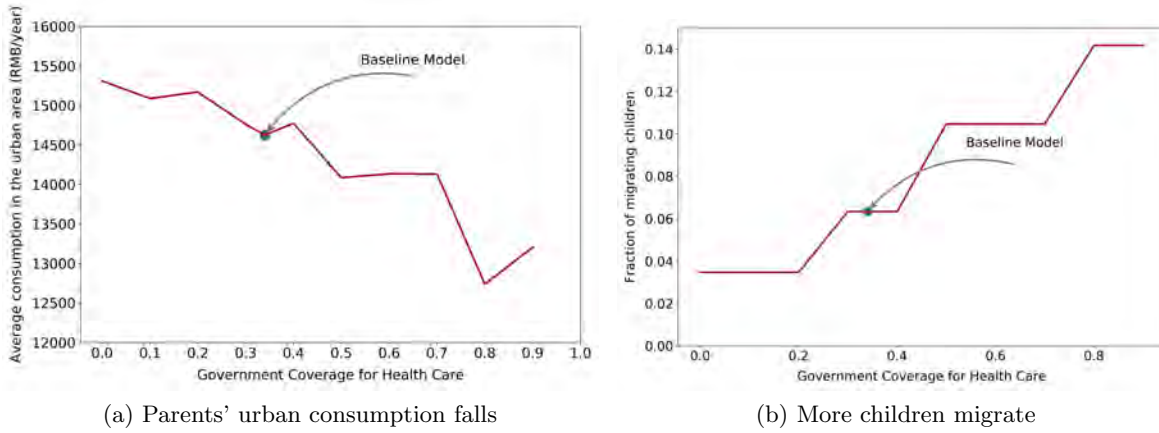 Average consumption in the urban area (RMB/year)
16000
15500
15000
14500
14000
13500
13000
12500
12000
Baseline Model
0.0 0.1 0.2 0.3 0.4 0.5 0.6 0.7 0.8 0.9 1.0
Government Coverage for Health Care
(a) Parents' urban consumption falls
Fraction of migrating children
0.14
0.12
0.10
0.08
0.06
0.04
0.02
0.00
Baseline Model
0.0 0.2 0.4 0.6 0.8
Government Coverage for Health Care
(b) More children migrate